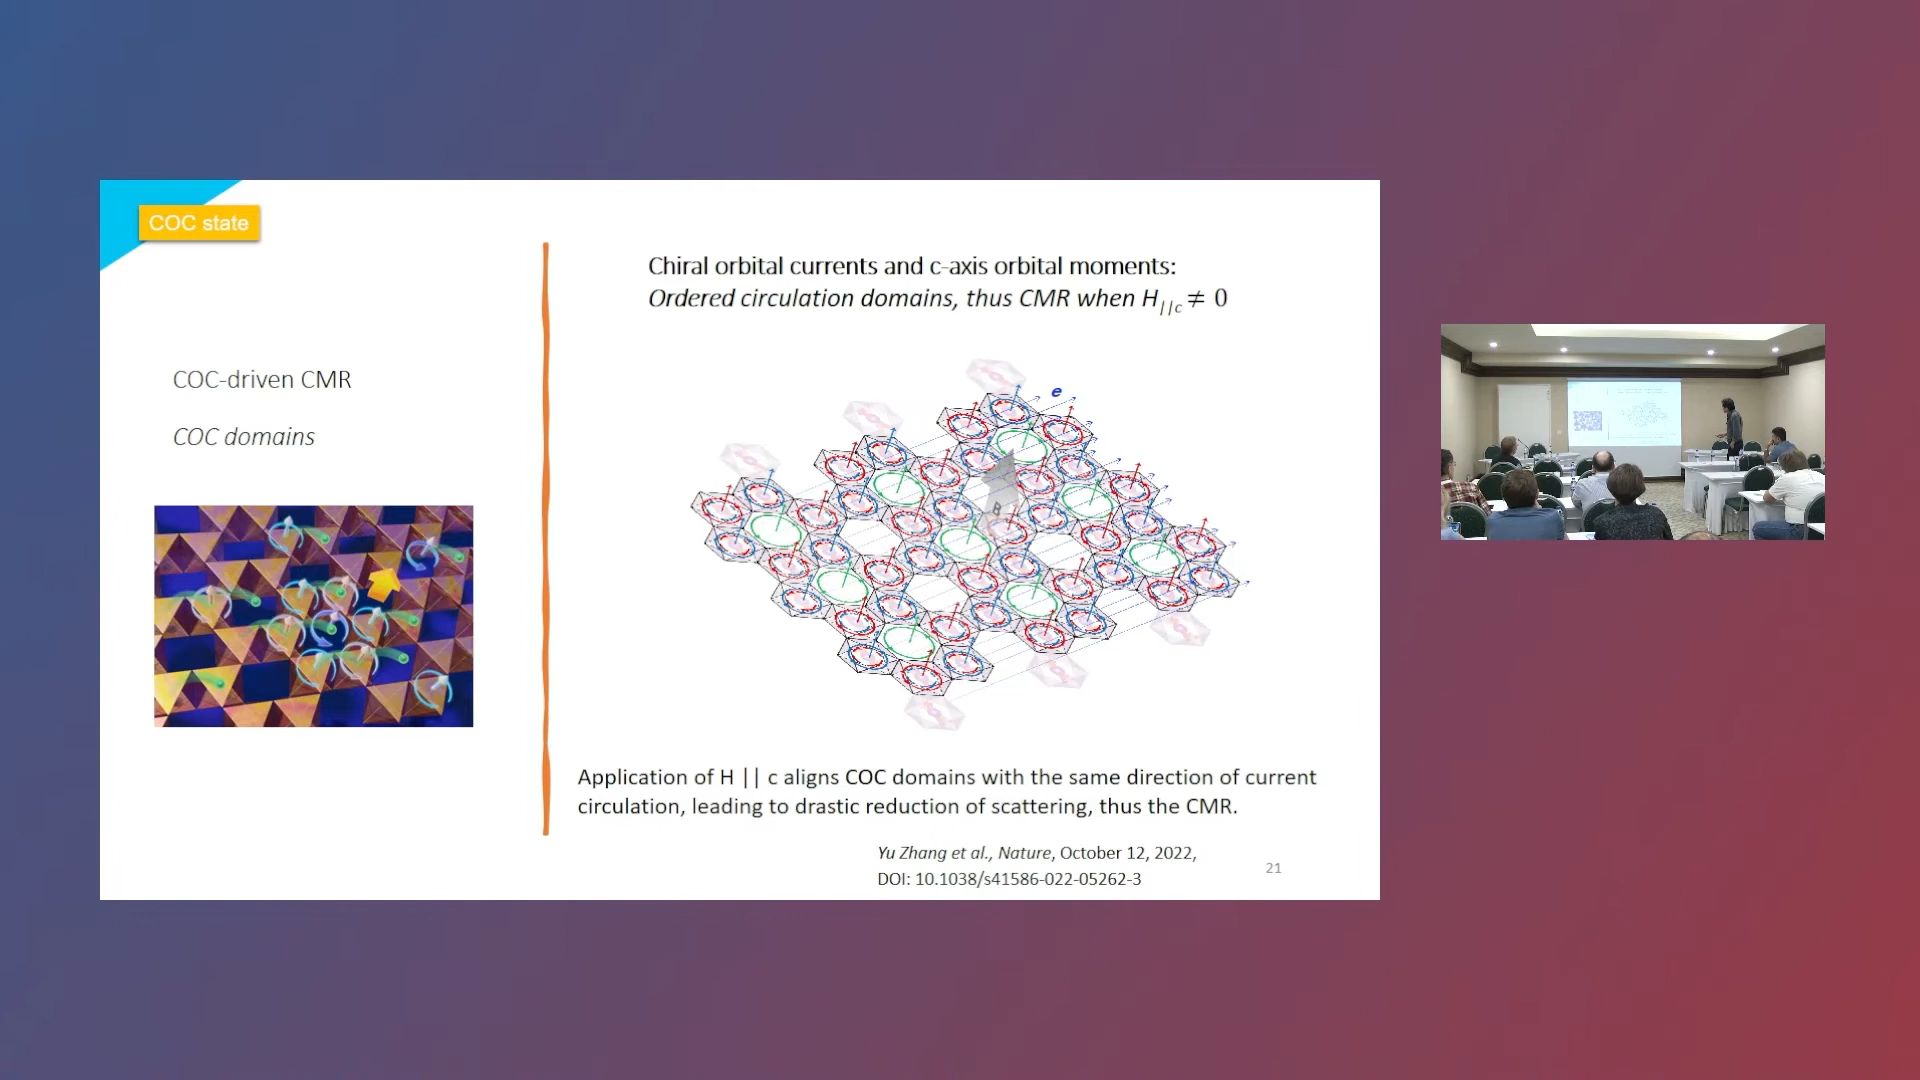 COC state
Chiral orbital currents and c-axis orbital moments:
Ordered circulation domains, thus CMR when H||c ≠ 0
COC-driven CMR
COC domains
e
B
Application of H || c aligns COC domains with the same direction of current
circulation, leading to drastic reduction of scattering, thus the CMR.
Yu Zhang et al., Nature, October 12, 2022,
DOI: 10.1038/s41586-022-05262-3
21